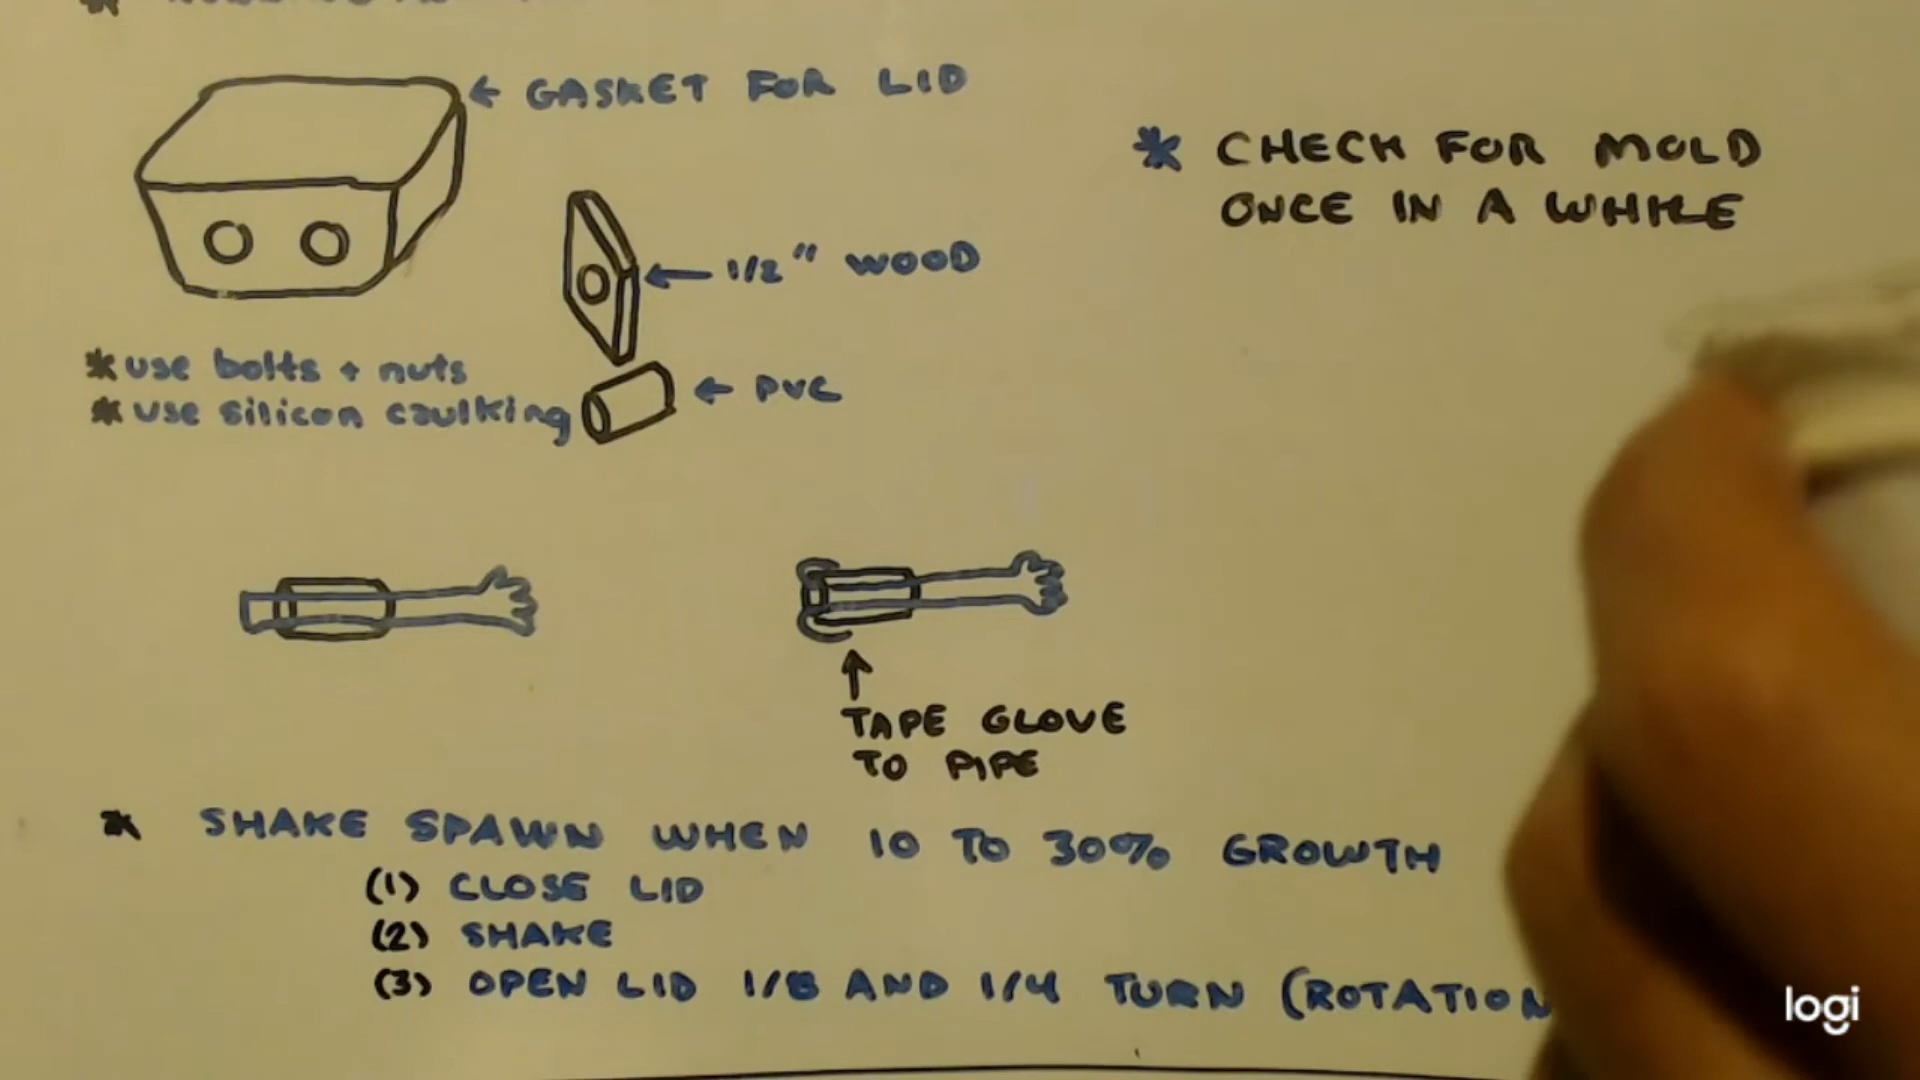 ← GASKET FOR LID
* CHECK FOR MOLD
ONCE IN A WHILE
← 1/2" WOOD
* use bolts + nuts
* use silicon caulking
← PVC
TAPE GLOVE
TO PIPE
* SHAKE SPAWN WHEN 10 TO 30% GROWTH
(1) CLOSE LID
(2) SHAKE
(3) OPEN LID 1/8 AND 1/4 TURN (ROTATION
logi